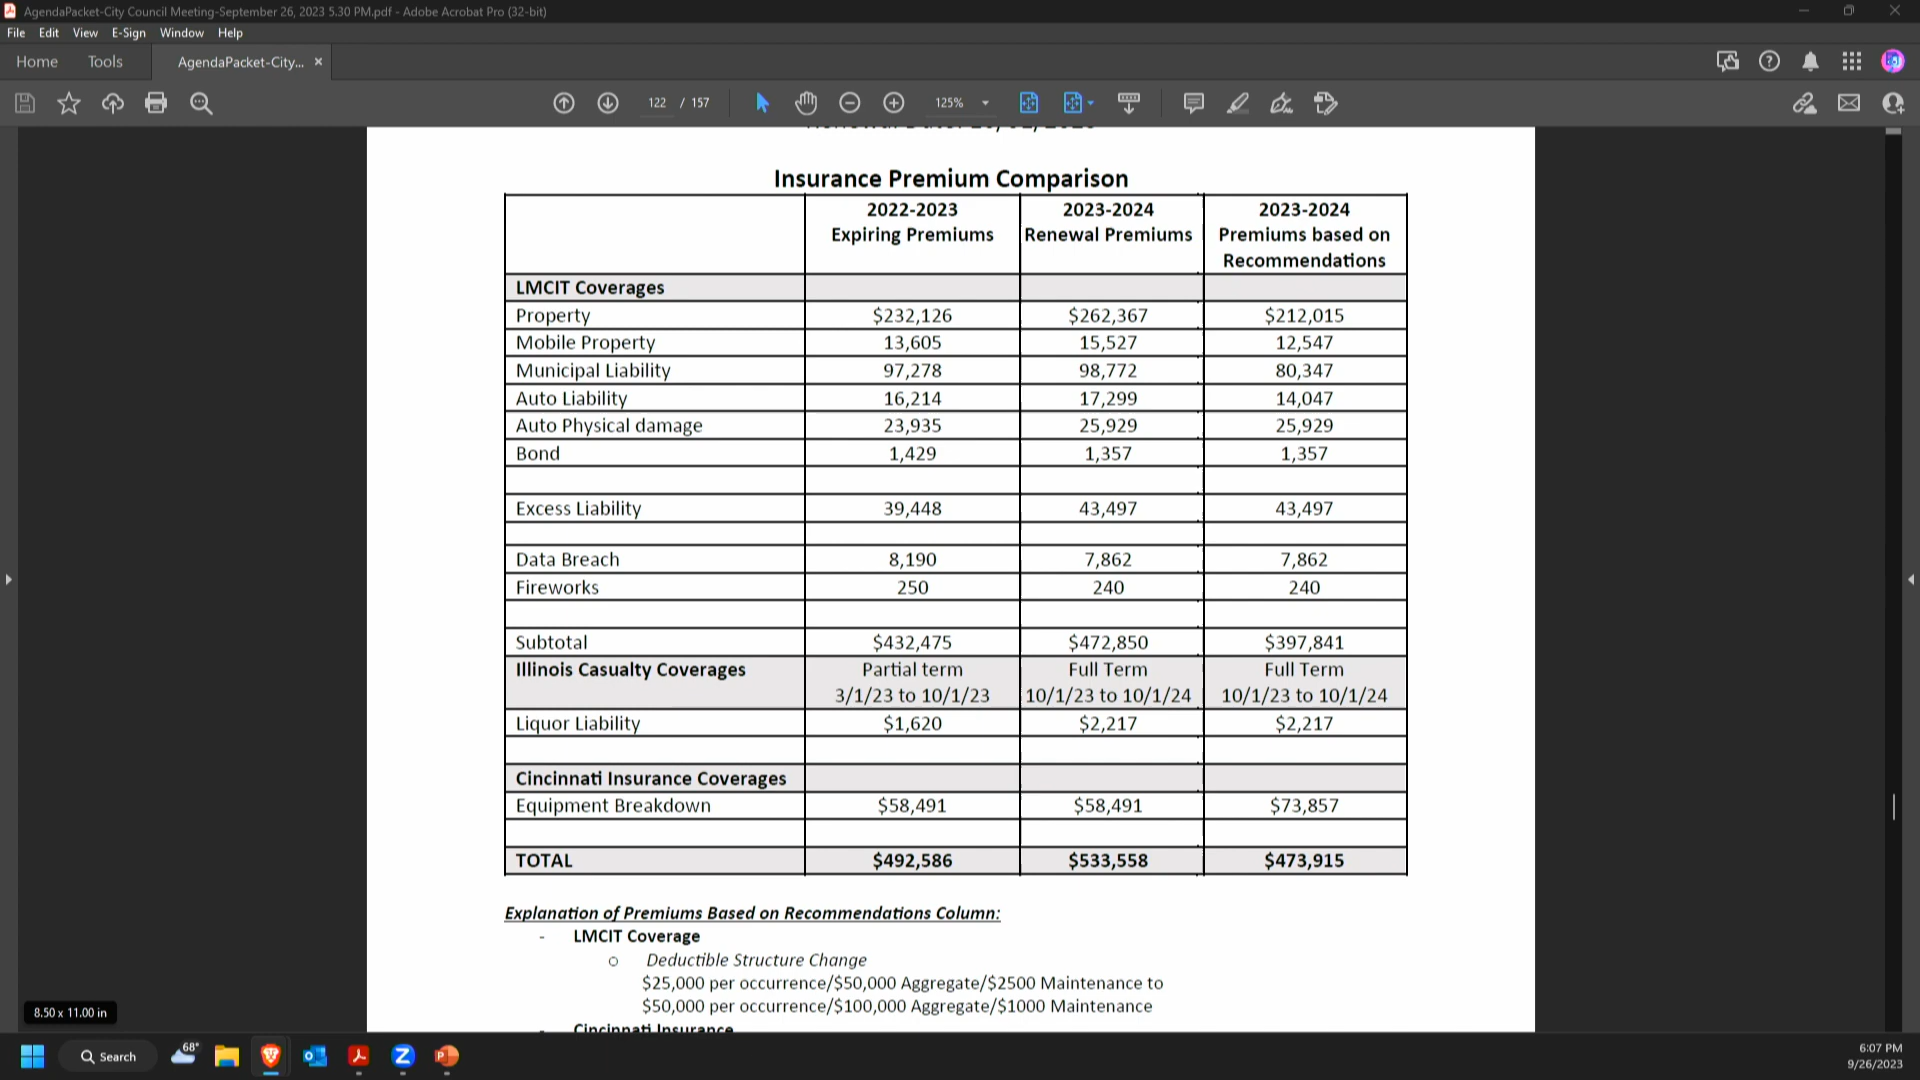 AgendaPacket-City Council Meeting-September 26, 2023 5.30 PM.pdf - Adobe Acrobat Pro (32-bit)
File Edit View E-Sign Window Help
Home Tools AgendaPacket-City... ×
122 / 157 125%
Insurance Premium Comparison
2022-2023 2023-2024 2023-2024
Expiring Premiums Renewal Premiums Premiums based on
Recommendations
LMCIT Coverages
Property $232,126 $262,367 $212,015
Mobile Property 13,605 15,527 12,547
Municipal Liability 97,278 98,772 80,347
Auto Liability 16,214 17,299 14,047
Auto Physical damage 23,935 25,929 25,929
Bond 1,429 1,357 1,357
Excess Liability 39,448 43,497 43,497
Data Breach 8,190 7,862 7,862
Fireworks 250 240 240
Subtotal $432,475 $472,850 $397,841
Illinois Casualty Coverages Partial term Full Term Full Term
3/1/23 to 10/1/23 10/1/23 to 10/1/24 10/1/23 to 10/1/24
Liquor Liability $1,620 $2,217 $2,217
Cincinnati Insurance Coverages
Equipment Breakdown $58,491 $58,491 $73,857
TOTAL $492,586 $533,558 $473,915
Explanation of Premiums Based on Recommendations Column:
- LMCIT Coverage
o Deductible Structure Change
$25,000 per occurrence/$50,000 Aggregate/$2500 Maintenance to
$50,000 per occurrence/$100,000 Aggregate/$1000 Maintenance
- Cincinnati Insurance
8.50 x 11.00 in
Search 68°
6:07 PM
9/26/2023